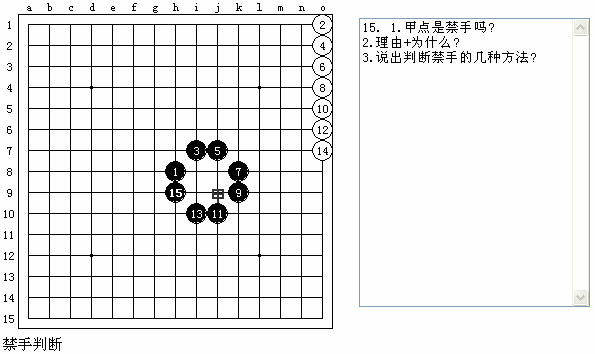 a b c d e f g h i j k l m n o
1 2
2 4
3 6
4 8
5 10
6 12
7 3 5 14
8 1 7
9 15 甲 9
10 13 11
11
12
13
14
15
禁手判断
15. 1.甲点是禁手吗?
2.理由+为什么?
3.说出判断禁手的几种方法?